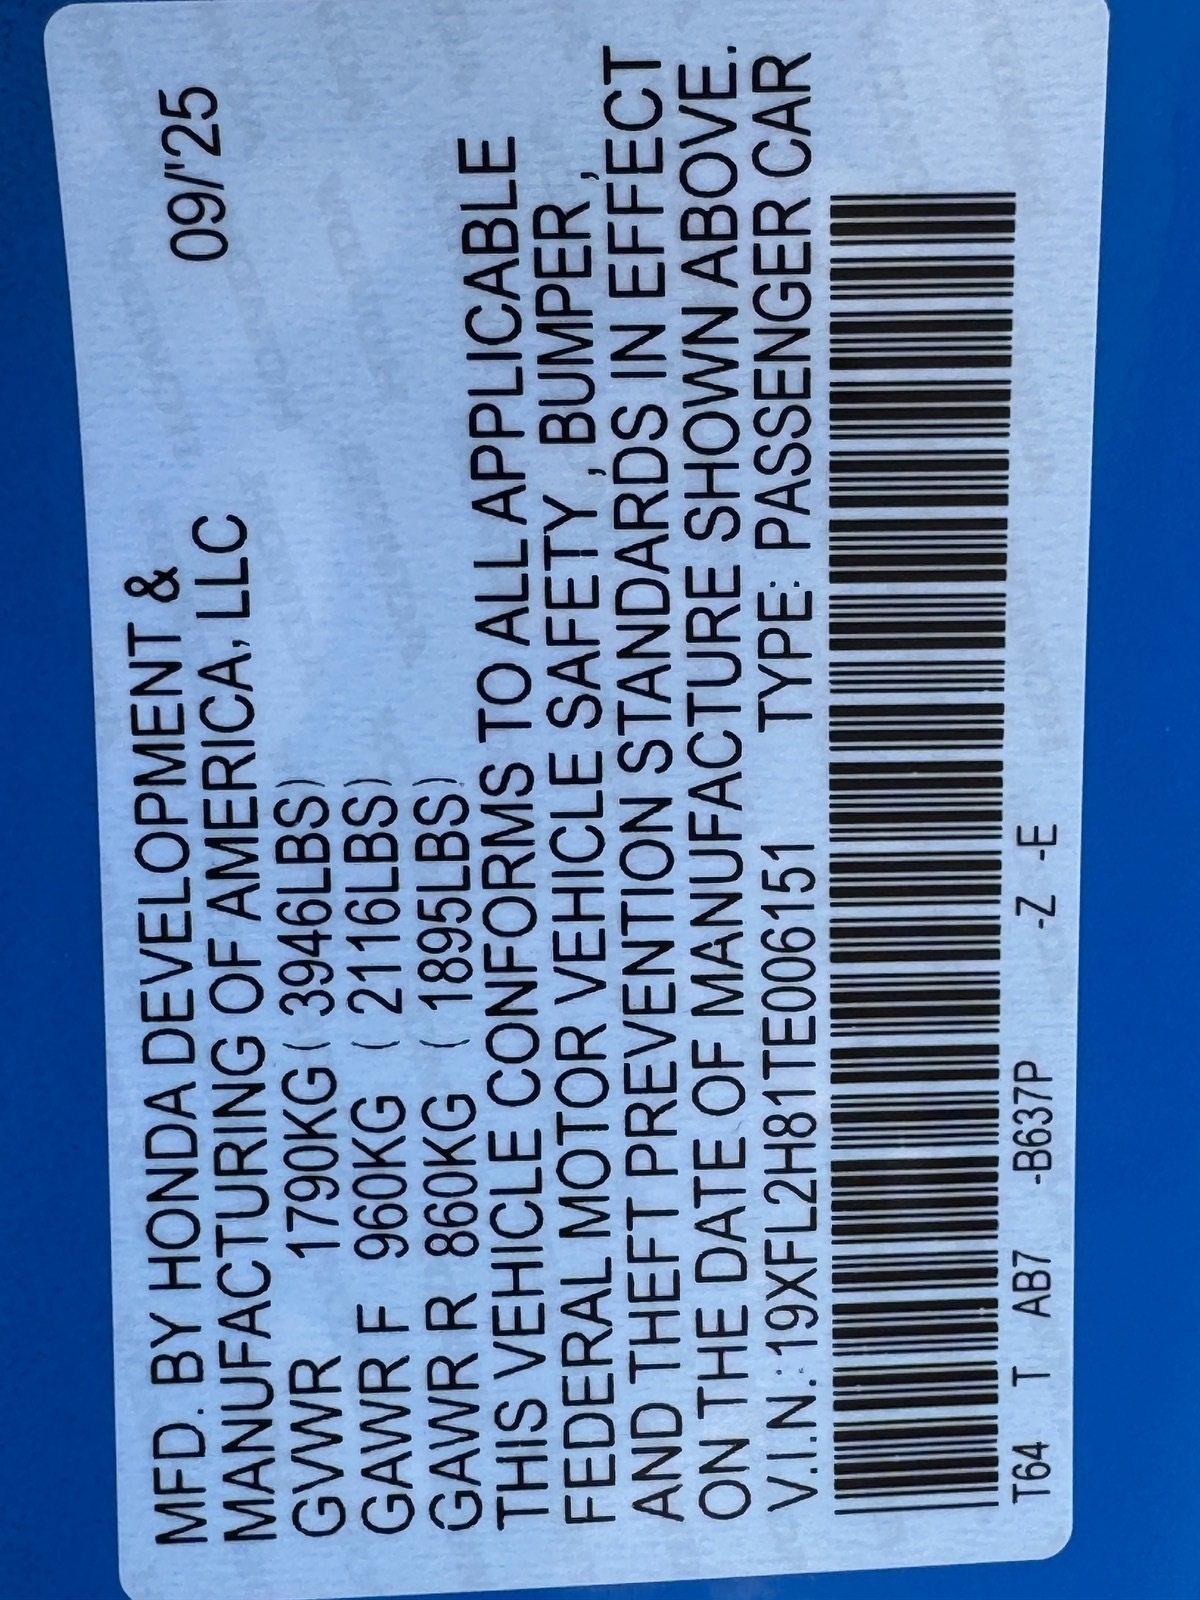 MFD. BY HONDA DEVELOPMENT & 09/'25
MANUFACTURING OF AMERICA, LLC
GVWR 1790KG ( 3946LBS)
GAWR F 960KG ( 2116LBS)
GAWR R 860KG ( 1895LBS)
THIS VEHICLE CONFORMS TO ALL APPLICABLE
FEDERAL MOTOR VEHICLE SAFETY , BUMPER ,
AND THEFT PREVENTION STANDARDS IN EFFECT
ON THE DATE OF MANUFACTURE SHOWN ABOVE.
V.I.N.: 19XFL2H81TE006151 TYPE: PASSENGER CAR
T64 T AB7 -B637P -Z -E